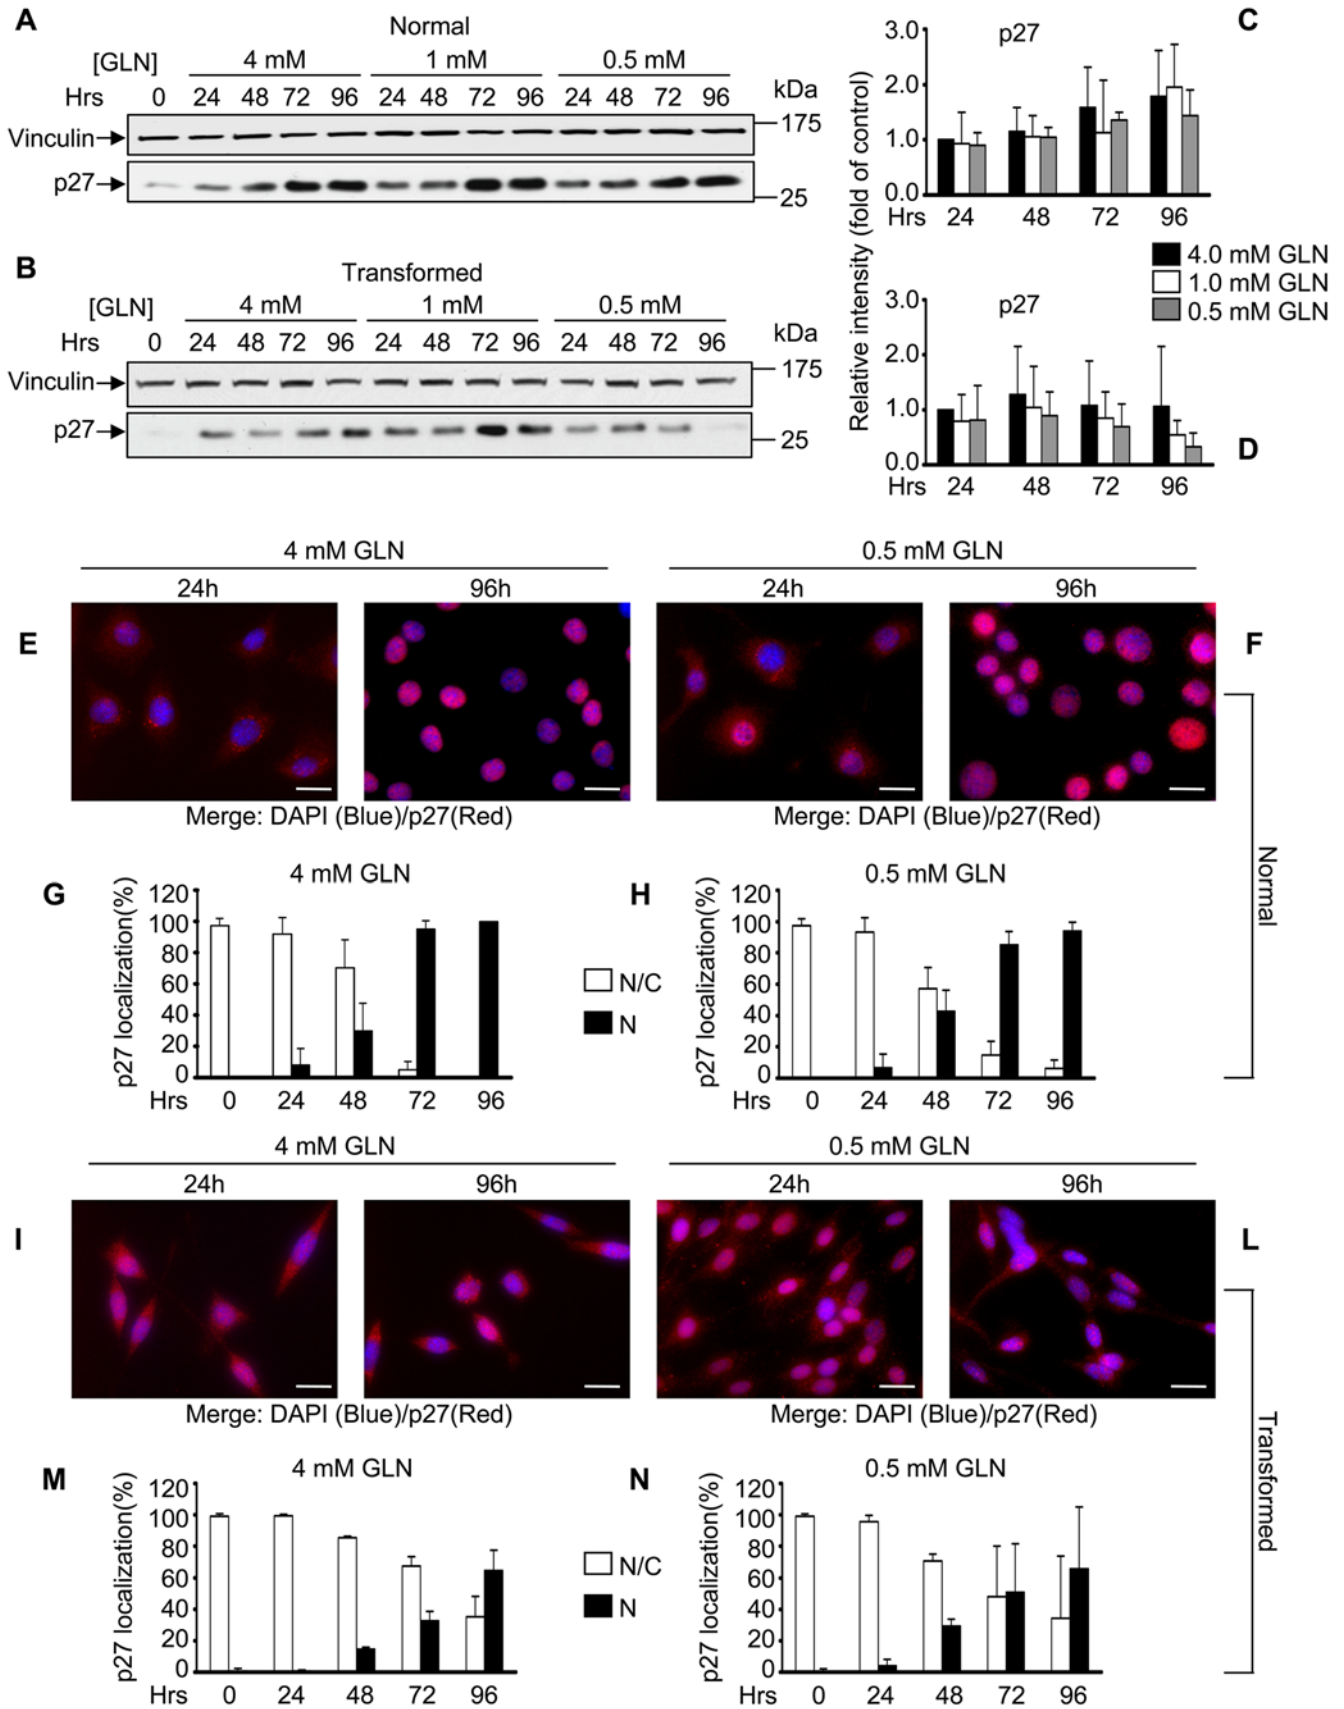 A
Normal
[GLN] 4 mM 1 mM 0.5 mM
Hrs 0 24 48 72 96 24 48 72 96 24 48 72 96 kDa
Vinculin 175
p27 25
B
Transformed
[GLN] 4 mM 1 mM 0.5 mM
Hrs 0 24 48 72 96 24 48 72 96 24 48 72 96 kDa
Vinculin 175
p27 25
C
p27
Relative intensity (fold of control)
3.0
2.0
1.0
0.0
Hrs 24 48 72 96
4.0 mM GLN
1.0 mM GLN
0.5 mM GLN
D
p27
3.0
2.0
1.0
0.0
Hrs 24 48 72 96
4 mM GLN 0.5 mM GLN
24h 96h 24h 96h
E F
Merge: DAPI (Blue)/p27(Red) Merge: DAPI (Blue)/p27(Red)
Normal
G
4 mM GLN
p27 localization(%)
120
100
80
60
40
20
0
Hrs 0 24 48 72 96
N/C
N
H
0.5 mM GLN
p27 localization(%)
120
100
80
60
40
20
0
Hrs 0 24 48 72 96
4 mM GLN 0.5 mM GLN
24h 96h 24h 96h
I L
Merge: DAPI (Blue)/p27(Red) Merge: DAPI (Blue)/p27(Red)
Transformed
M
4 mM GLN
p27 localization(%)
120
100
80
60
40
20
0
Hrs 0 24 48 72 96
N/C
N
N
0.5 mM GLN
p27 localization(%)
120
100
80
60
40
20
0
Hrs 0 24 48 72 96